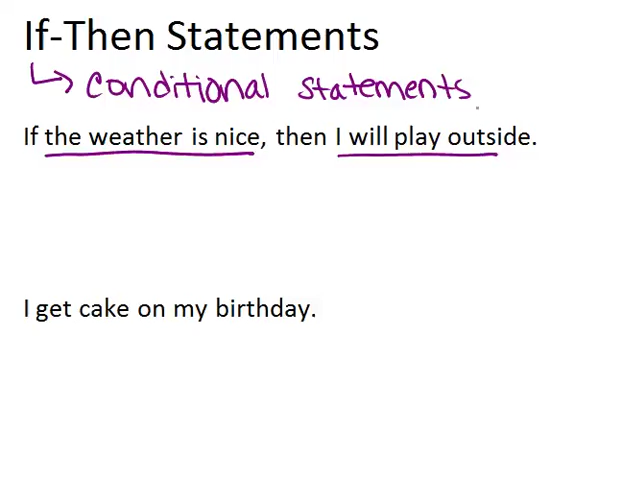 If-Then Statements
conditional statements
If the weather is nice, then I will play outside.
I get cake on my birthday.